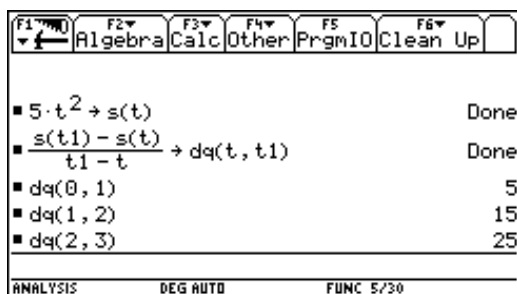 F1 F2 F3 F4 F5 F6
Algebra Calc Other PrgmIO Clean Up
5·t² → s(t) Done
s(t1) - s(t)
t1 - t
→ dq(t,t1) Done
dq(0,1) 5
dq(1,2) 15
dq(2,3) 25
ANALYSIS DEG AUTO FUNC 5/30